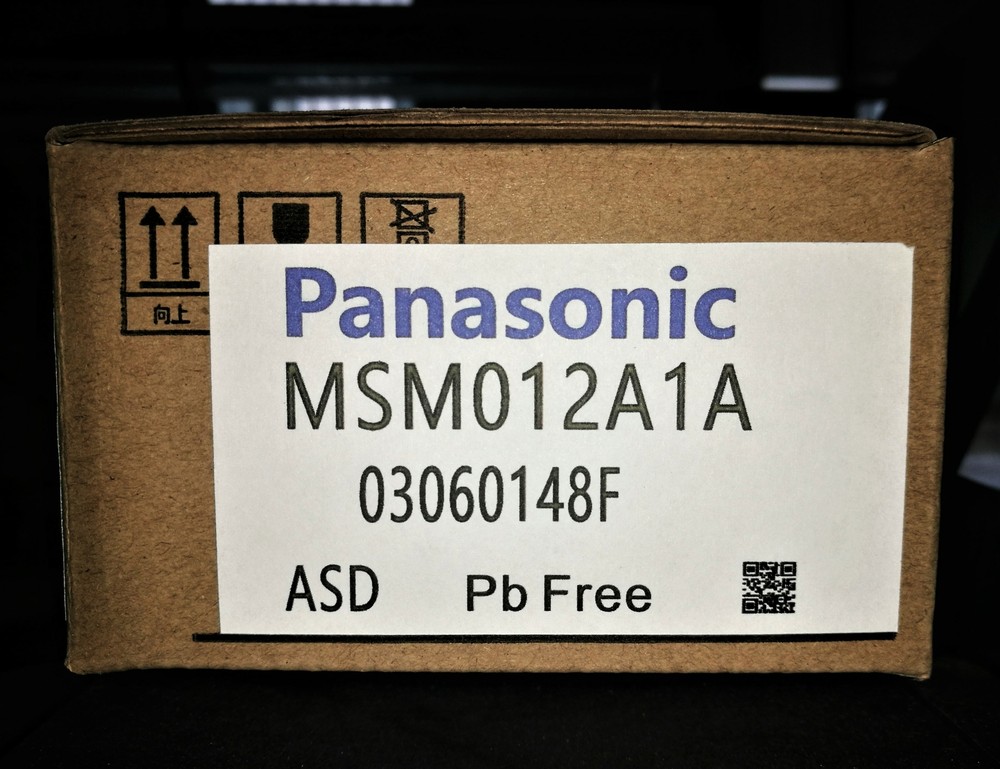 向上
Panasonic
MSM012A1A
03060148F
ASD Pb Free